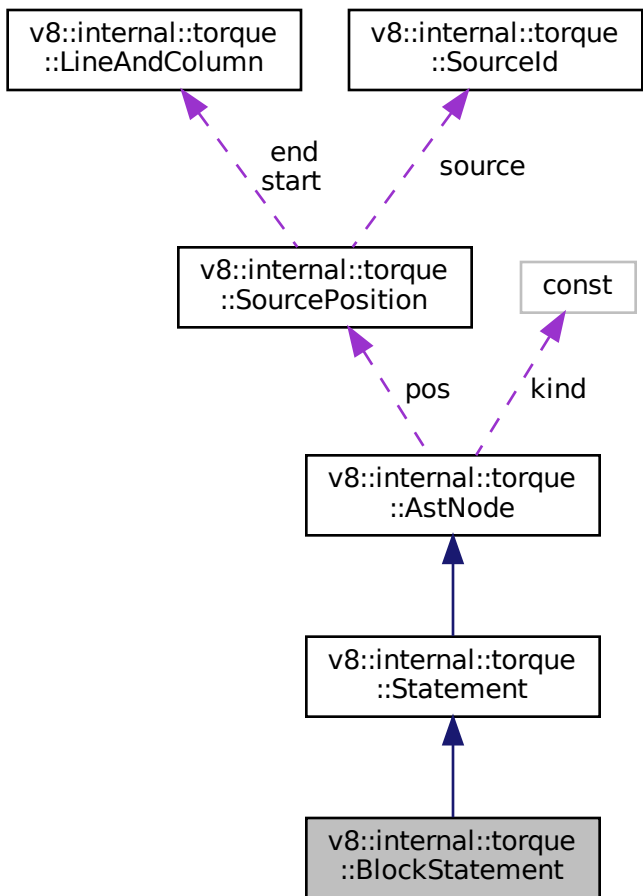 v8::internal::torque
::LineAndColumn
v8::internal::torque
::SourceId
end
start
source
v8::internal::torque
::SourcePosition
const
pos
kind
v8::internal::torque
::AstNode
v8::internal::torque
::Statement
v8::internal::torque
::BlockStatement